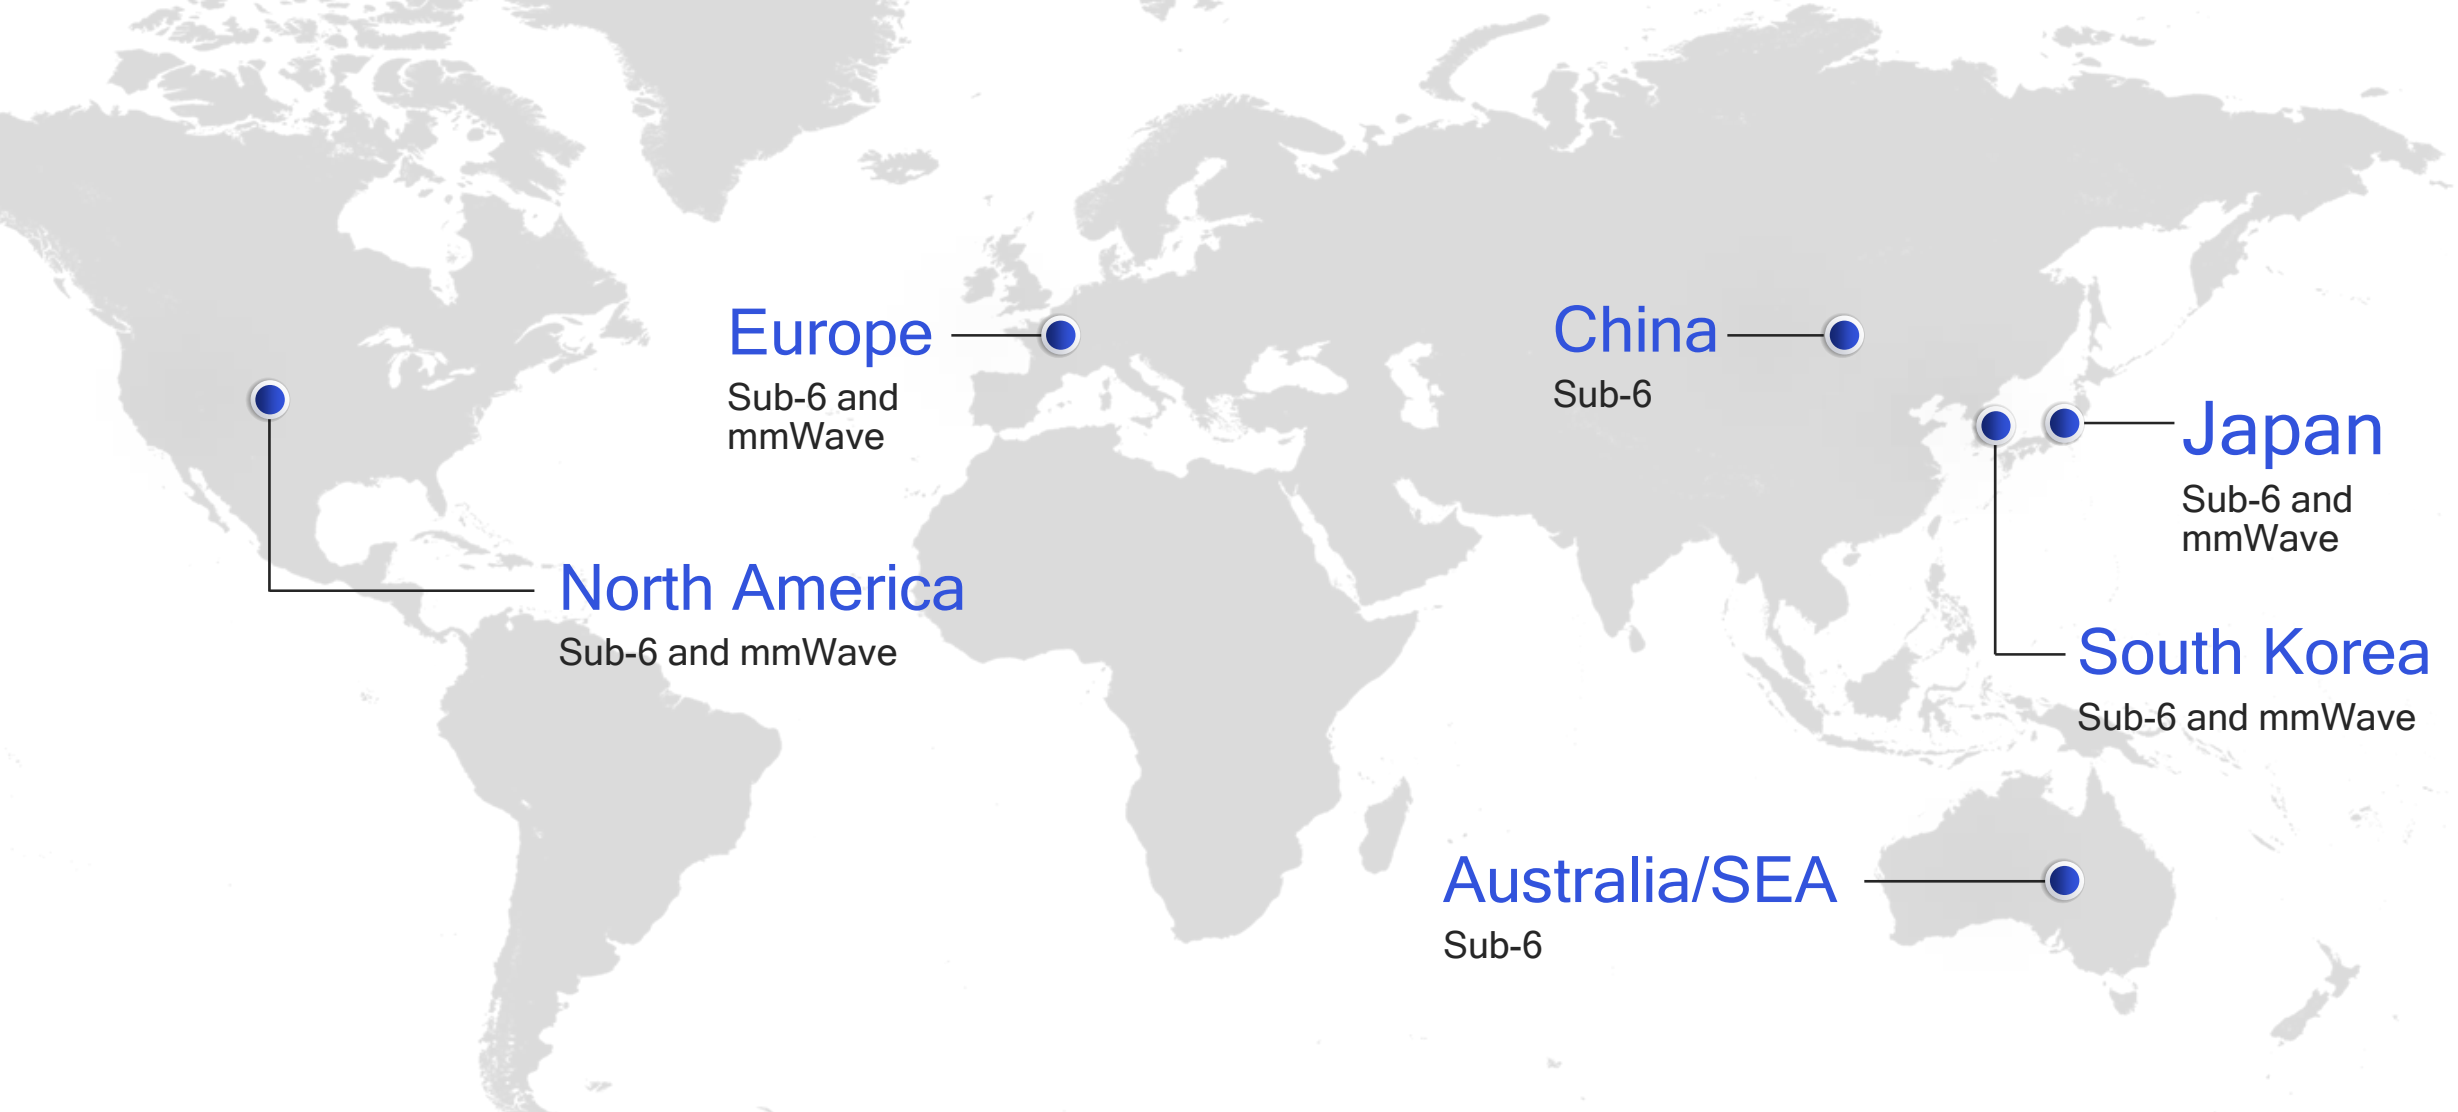 Europe
Sub-6 and
mmWave
China
Sub-6
Japan
Sub-6 and
mmWave
North America
Sub-6 and mmWave
South Korea
Sub-6 and mmWave
Australia/SEA
Sub-6